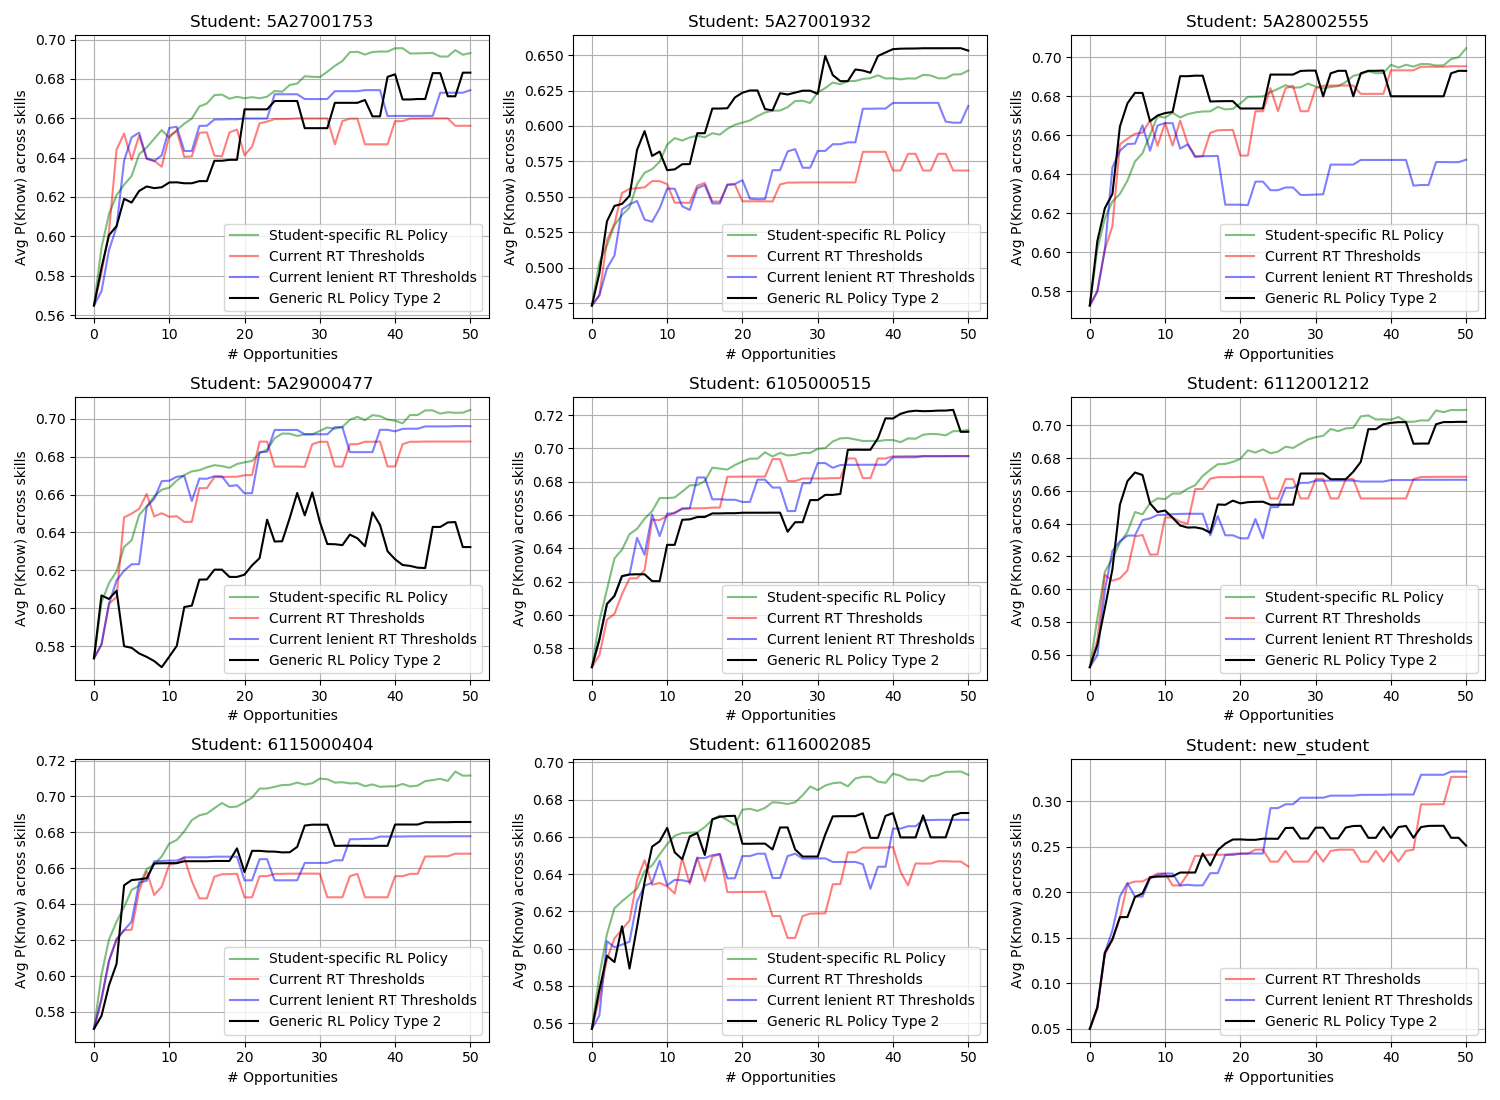 Student: 5A27001753
Avg P(Know) across skills
0.70
0.68
0.66
0.64
0.62
0.60
0.58
0.56
0 10 20 30 40 50
# Opportunities
Student-specific RL Policy
Current RT Thresholds
Current lenient RT Thresholds
Generic RL Policy Type 2
Student: 5A27001932
Avg P(Know) across skills
0.650
0.625
0.600
0.575
0.550
0.525
0.500
0.475
0 10 20 30 40 50
# Opportunities
Student-specific RL Policy
Current RT Thresholds
Current lenient RT Thresholds
Generic RL Policy Type 2
Student: 5A28002555
Avg P(Know) across skills
0.70
0.68
0.66
0.64
0.62
0.60
0.58
0 10 20 30 40 50
# Opportunities
Student-specific RL Policy
Current RT Thresholds
Current lenient RT Thresholds
Generic RL Policy Type 2
Student: 5A29000477
Avg P(Know) across skills
0.70
0.68
0.66
0.64
0.62
0.60
0.58
0 10 20 30 40 50
# Opportunities
Student-specific RL Policy
Current RT Thresholds
Current lenient RT Thresholds
Generic RL Policy Type 2
Student: 6105000515
Avg P(Know) across skills
0.72
0.70
0.68
0.66
0.64
0.62
0.60
0.58
0 10 20 30 40 50
# Opportunities
Student-specific RL Policy
Current RT Thresholds
Current lenient RT Thresholds
Generic RL Policy Type 2
Student: 6112001212
Avg P(Know) across skills
0.70
0.68
0.66
0.64
0.62
0.60
0.58
0.56
0 10 20 30 40 50
# Opportunities
Student-specific RL Policy
Current RT Thresholds
Current lenient RT Thresholds
Generic RL Policy Type 2
Student: 6115000404
Avg P(Know) across skills
0.72
0.70
0.68
0.66
0.64
0.62
0.60
0.58
0 10 20 30 40 50
# Opportunities
Student-specific RL Policy
Current RT Thresholds
Current lenient RT Thresholds
Generic RL Policy Type 2
Student: 6116002085
Avg P(Know) across skills
0.70
0.68
0.66
0.64
0.62
0.60
0.58
0.56
0 10 20 30 40 50
# Opportunities
Student-specific RL Policy
Current RT Thresholds
Current lenient RT Thresholds
Generic RL Policy Type 2
Student: new_student
Avg P(Know) across skills
0.30
0.25
0.20
0.15
0.10
0.05
0 10 20 30 40 50
# Opportunities
Current RT Thresholds
Current lenient RT Thresholds
Generic RL Policy Type 2